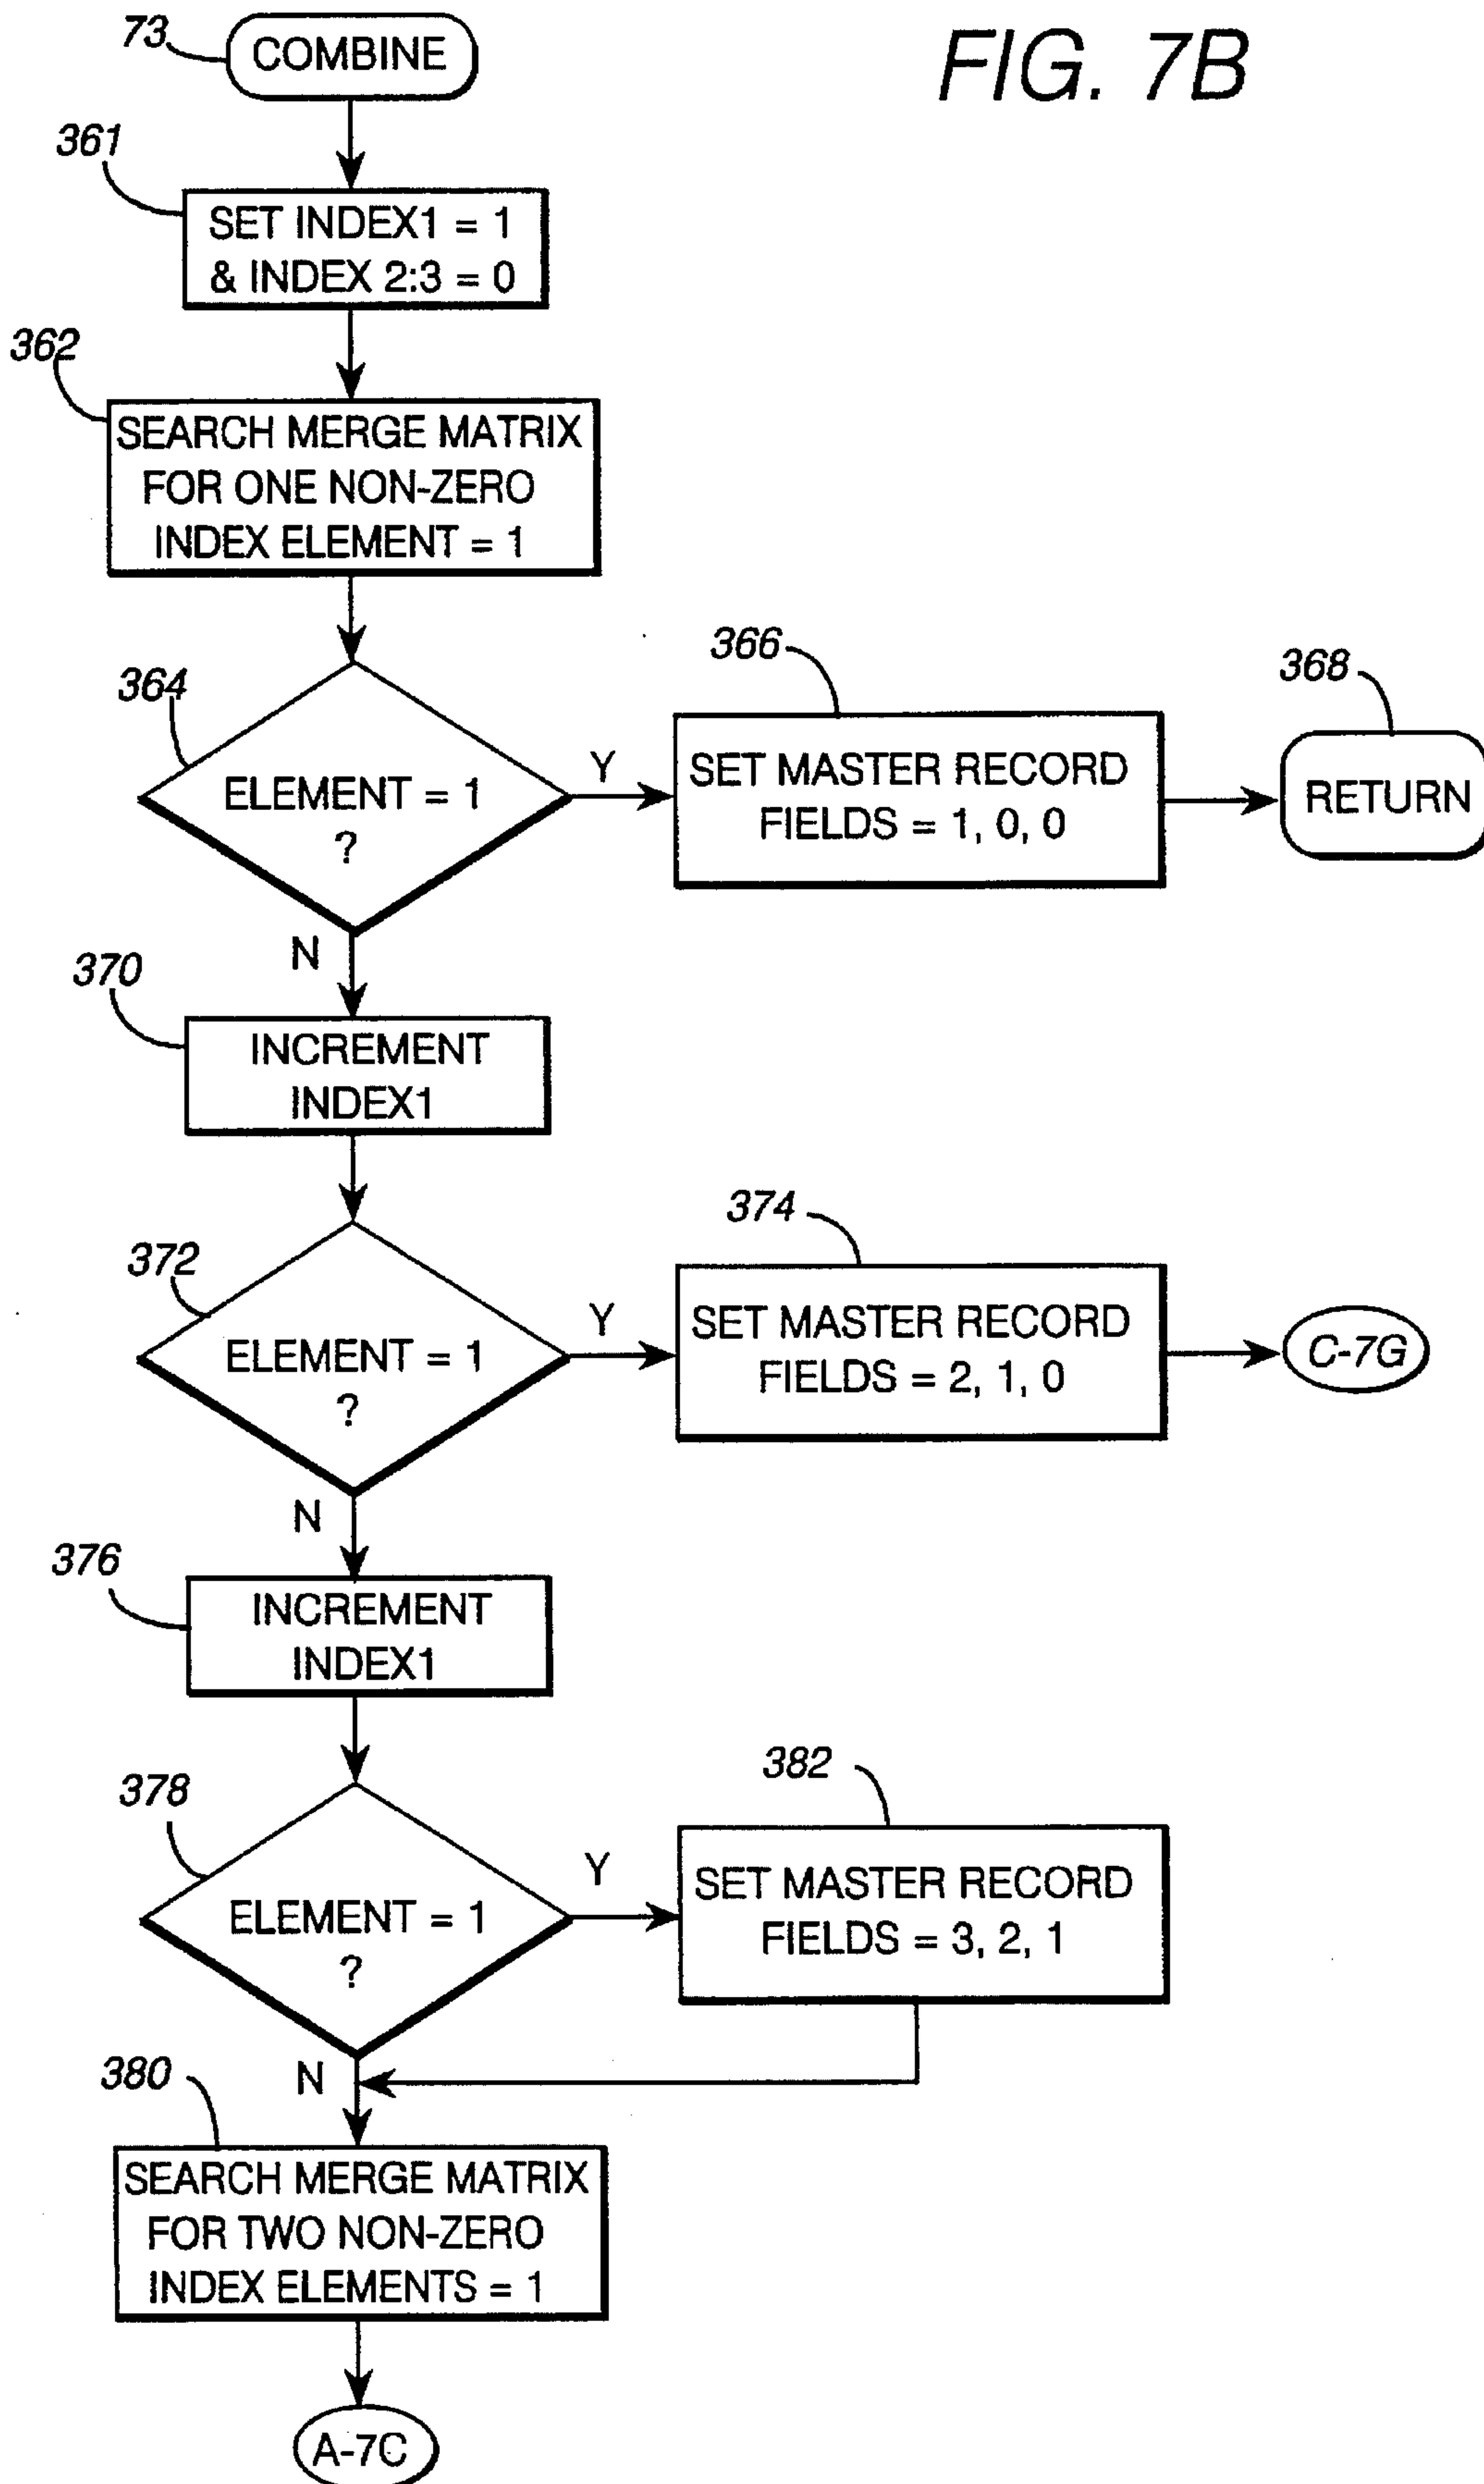 FIG. 7B
73
COMBINE
361
SET INDEX1 = 1
& INDEX 2:3 = 0
362
SEARCH MERGE MATRIX
FOR ONE NON-ZERO
INDEX ELEMENT = 1
364
ELEMENT = 1
?
Y
366
SET MASTER RECORD
FIELDS = 1, 0, 0
368
RETURN
N
370
INCREMENT
INDEX1
372
ELEMENT = 1
?
Y
374
SET MASTER RECORD
FIELDS = 2, 1, 0
C-7G
N
376
INCREMENT
INDEX1
378
ELEMENT = 1
?
Y
382
SET MASTER RECORD
FIELDS = 3, 2, 1
N
380
SEARCH MERGE MATRIX
FOR TWO NON-ZERO
INDEX ELEMENTS = 1
A-7C